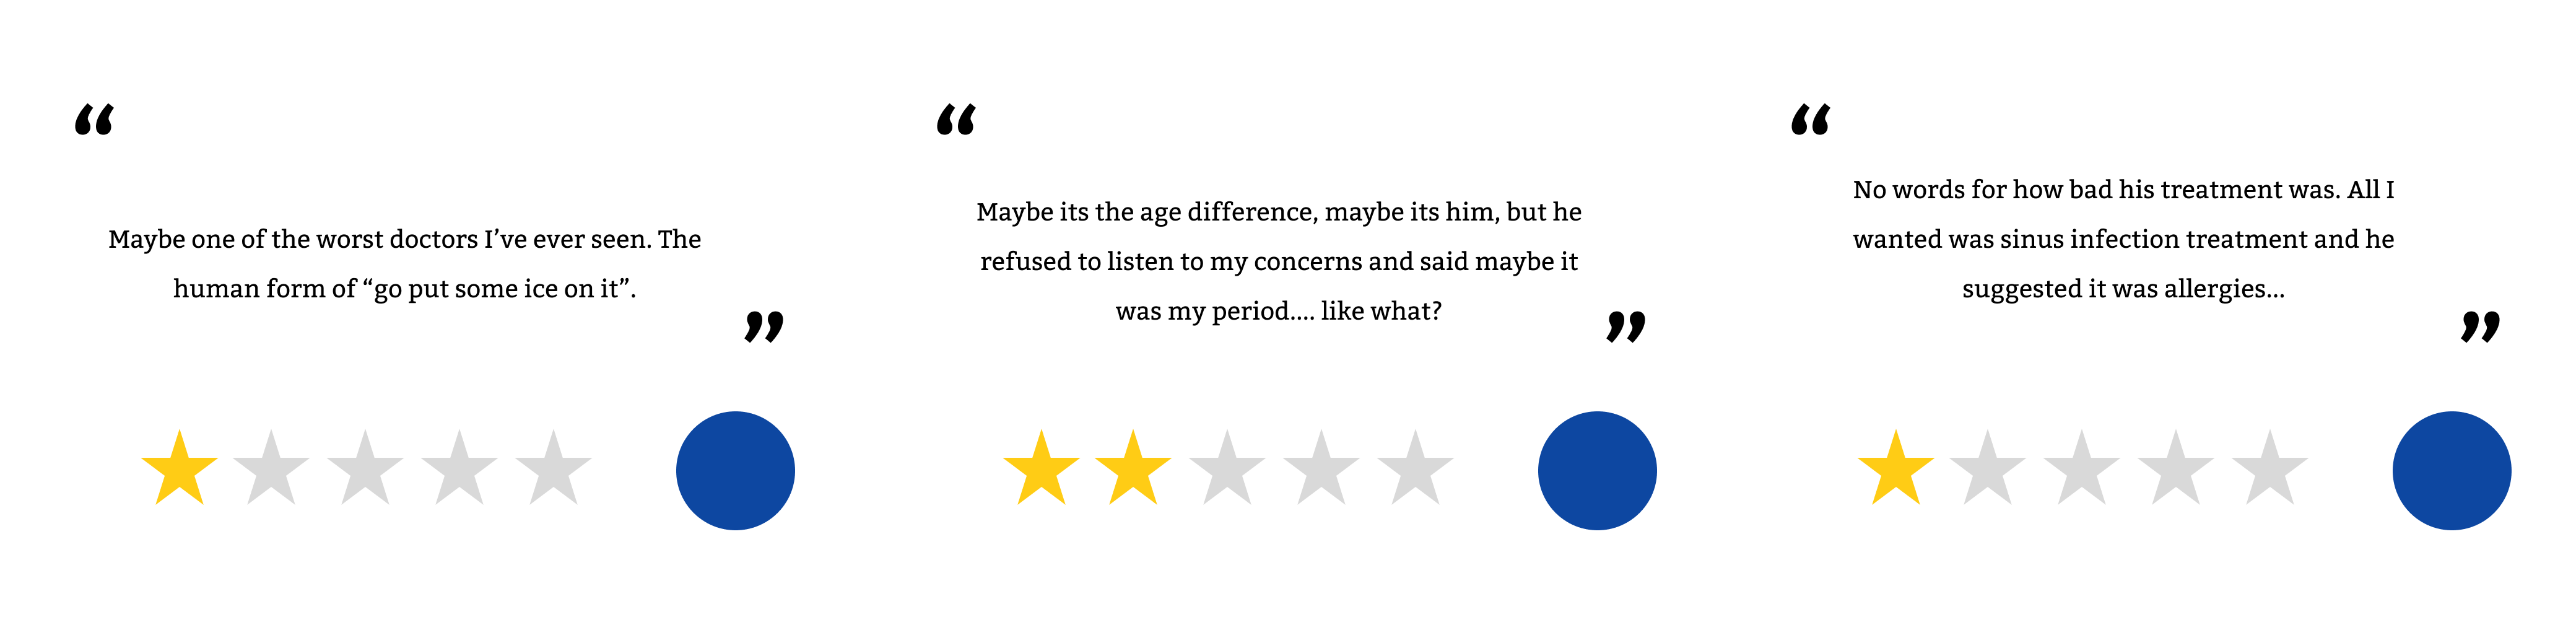 “
Maybe one of the worst doctors I’ve ever seen. The
human form of “go put some ice on it”.
”
“
Maybe its the age difference, maybe its him, but he
refused to listen to my concerns and said maybe it
was my period.... like what?
”
“
No words for how bad his treatment was. All I
wanted was sinus infection treatment and he
suggested it was allergies...
”